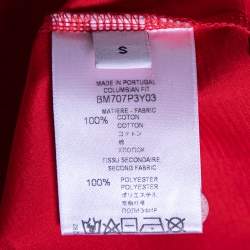 S
MADE IN PORTUGAL
COLUMBIAN FIT
BM707P3Y03
MATIERE - FABRIC
100% COTTON
COTTON
コットン
棉
ХЛОПОК
TISSU SECONDAIRE
SECOND FABRIC
100% POLYESTER
POLYESTER
ポリエステル